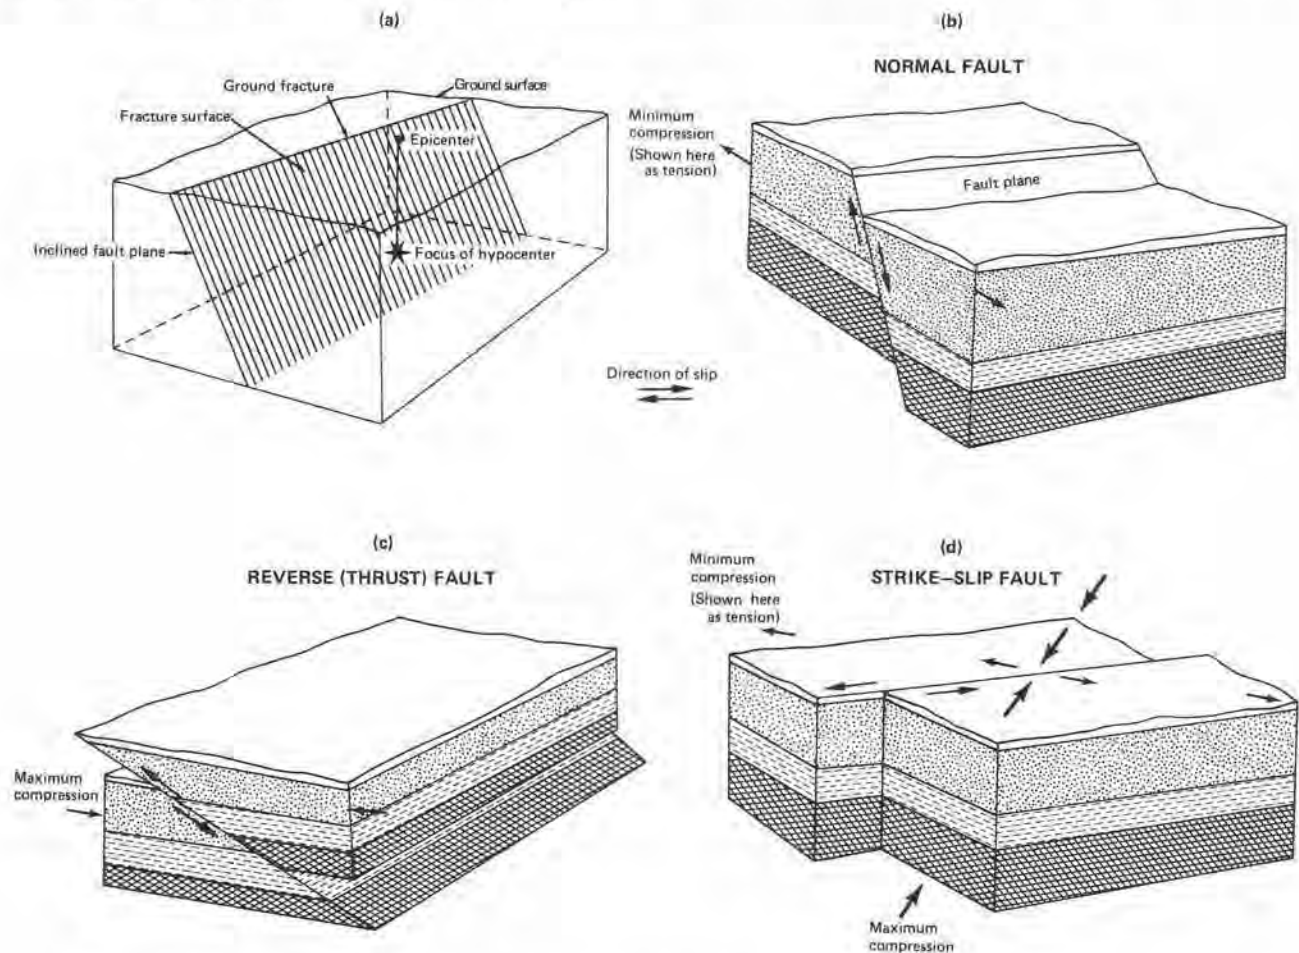 (a)
Ground fracture
Ground surface
Fracture surface
Epicenter
Inclined fault plane
Focus of hypocenter
(b)
NORMAL FAULT
Minimum
compression
(Shown here
as tension)
Fault plane
Direction of slip
(c)
REVERSE (THRUST) FAULT
Maximum
compression
(d)
STRIKE–SLIP FAULT
Minimum
compression
(Shown here
as tension)
Maximum
compression